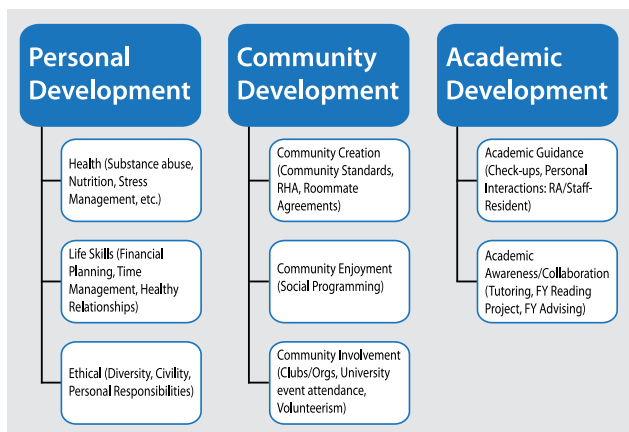 Personal
Development
Health (Substance abuse,
Nutrition, Stress
Management, etc.)
Life Skills (Financial
Planning, Time
Management, Healthy
Relationships)
Ethical (Diversity, Civility,
Personal Responsibilities)
Community
Development
Community Creation
(Community Standards,
RHA, Roommate
Agreements)
Community Enjoyment
(Social Programming)
Community Involvement
(Clubs/Orgs, University
event attendance,
Volunteerism)
Academic
Development
Academic Guidance
(Check-ups, Personal
Interactions: RA/Staff-
Resident)
Academic
Awareness/Collaboration
(Tutoring, FY Reading
Project, FY Advising)